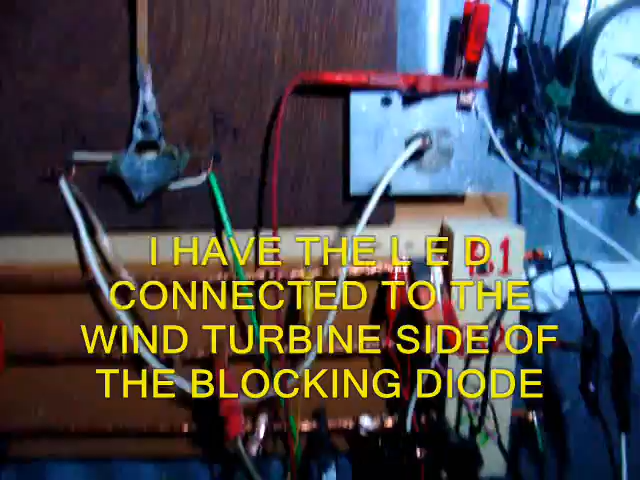 I HAVE THE L E D
CONNECTED TO THE
WIND TURBINE SIDE OF
THE BLOCKING DIODE